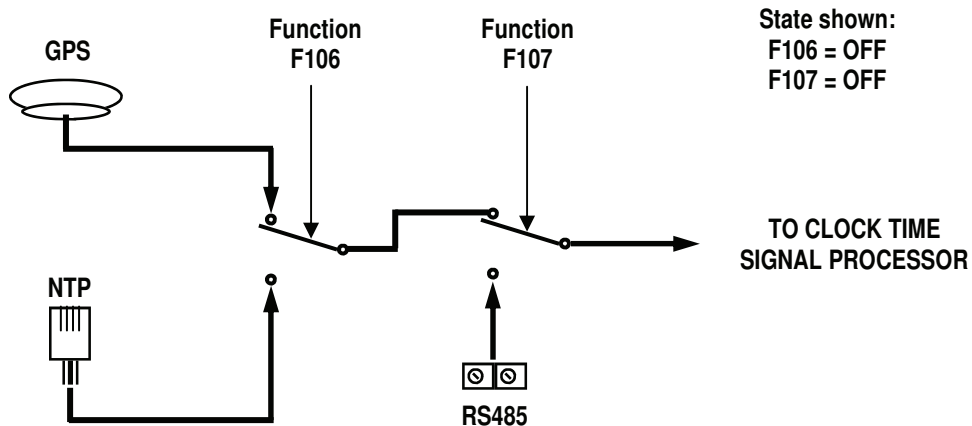 GPS
Function
F106
Function
F107
State shown:
F106 = OFF
F107 = OFF
TO CLOCK TIME
SIGNAL PROCESSOR
NTP
RS485